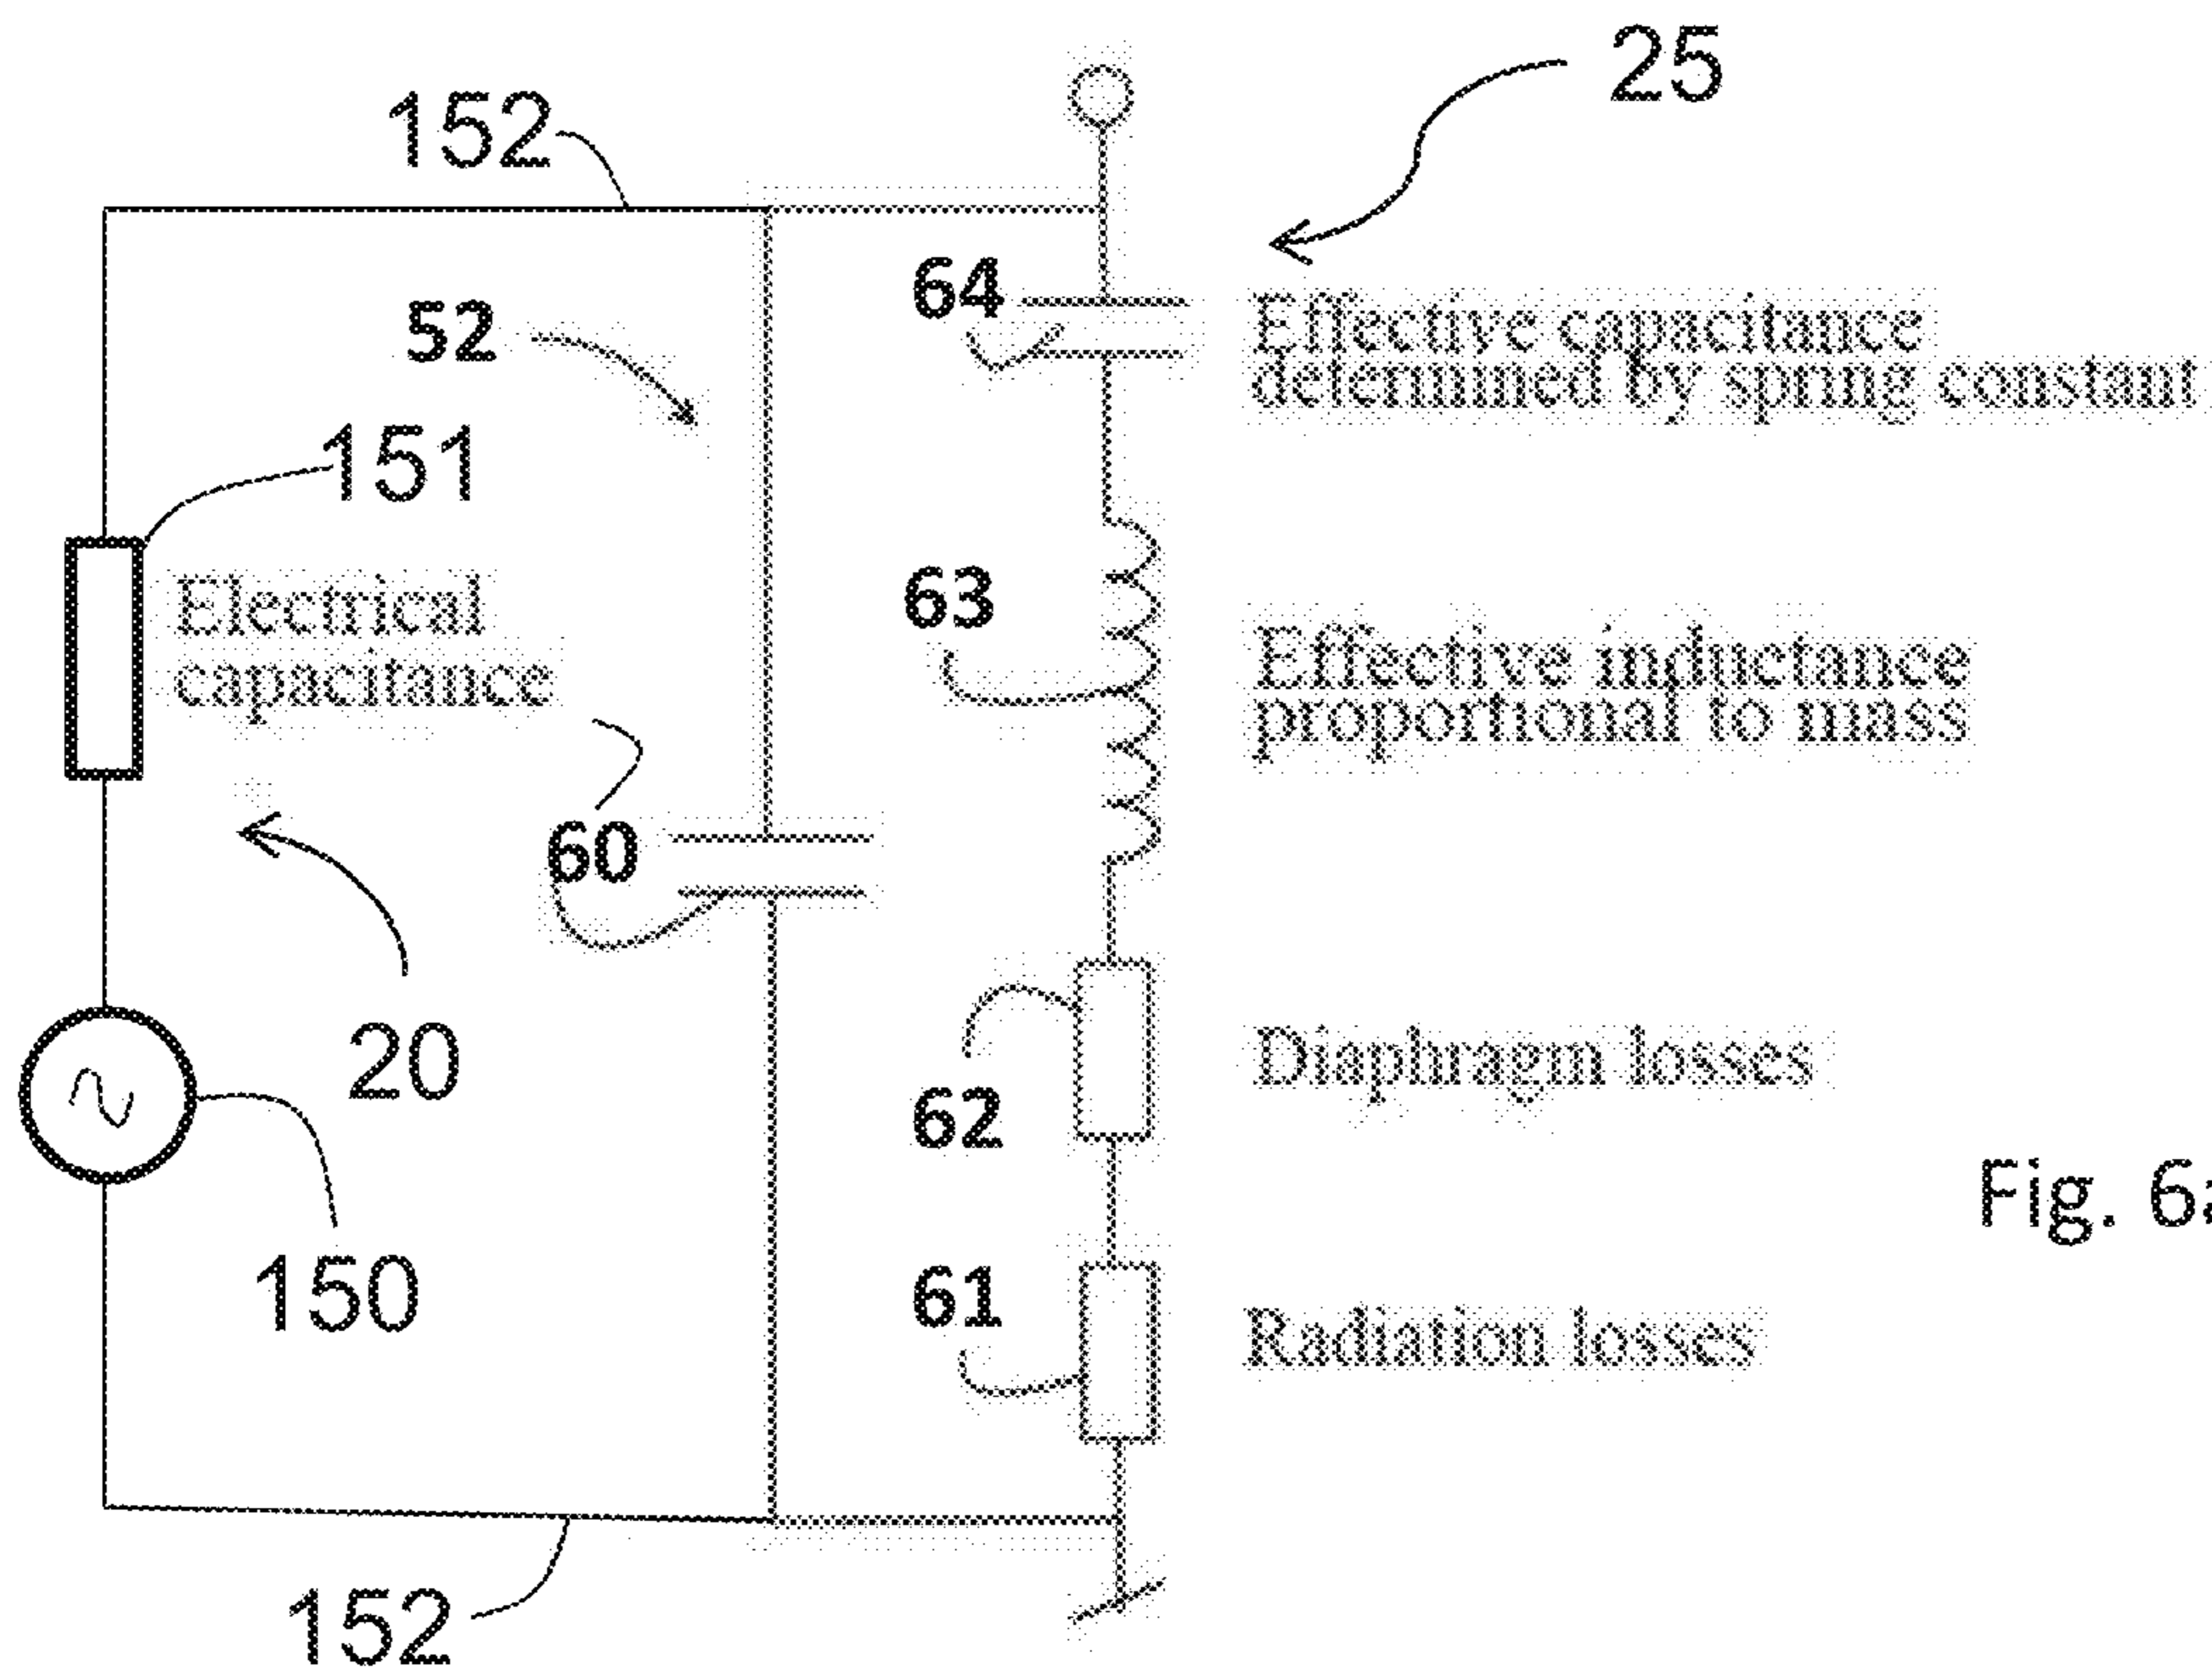 25
152
64
52
Effective capacitance
determined by spring constant
151
63
Electrical
capacitance
Effective inductance
proportional to mass
60
20
62
Diaphragm losses
Fig. 6
150
61
Radiation losses
152